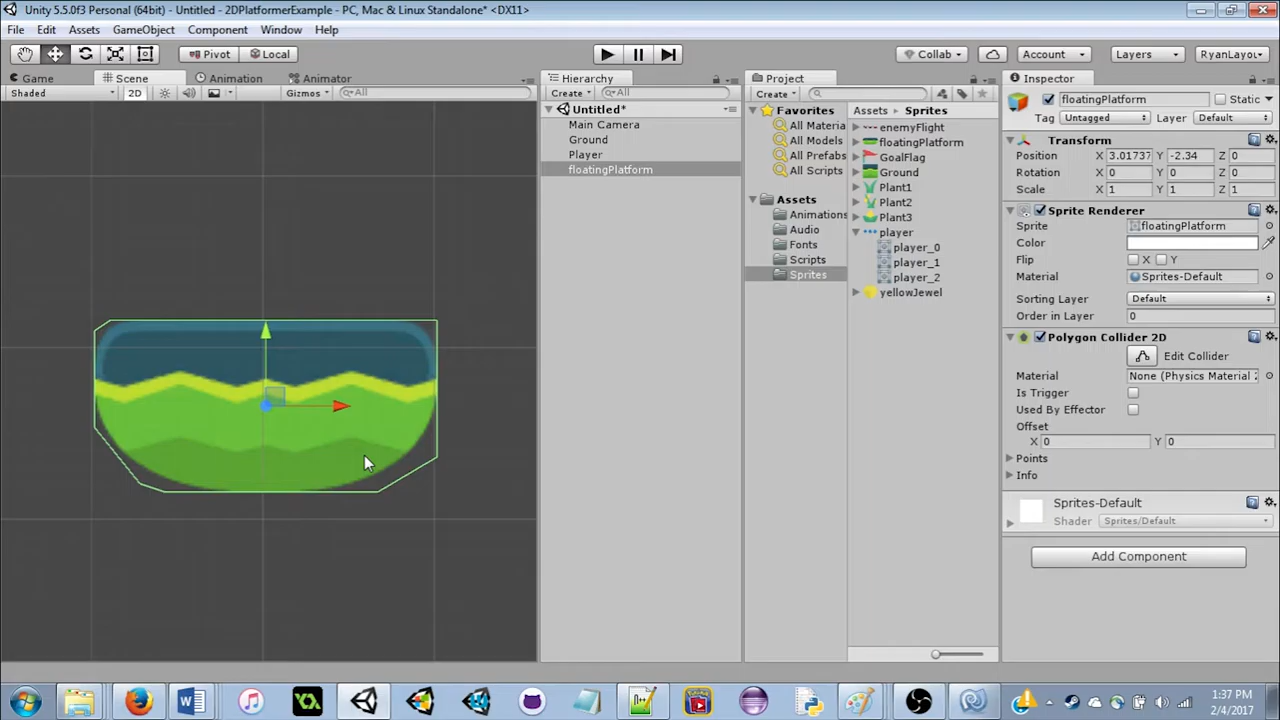 Unity 5.5.0f3 Personal (64bit) - Untitled - 2DPlatformerExample - PC, Mac & Linux Standalone* <DX11>
File Edit Assets GameObject Component Window Help
Pivot Local Collab Account Layers RyanLayou
Game Scene Animation Animator
Shaded 2D Gizmos All
Hierarchy
Create All
Untitled*
Main Camera
Ground
Player
floatingPlatform
Project
Create
Favorites
All Materia
All Models
All Prefabs
All Scripts
Assets
Animations
Audio
Fonts
Scripts
Sprites
Assets Sprites
enemyFlight
floatingPlatform
GoalFlag
Ground
Plant1
Plant2
Plant3
player
player_0
player_1
player_2
yellowJewel
Inspector
floatingPlatform Static
Tag Untagged Layer Default
Transform
Position X 3.01737 Y -2.34 Z 0
Rotation X 0 Y 0 Z 0
Scale X 1 Y 1 Z 1
Sprite Renderer
Sprite floatingPlatform
Color
Flip X Y
Material Sprites-Default
Sorting Layer Default
Order in Layer 0
Polygon Collider 2D
Edit Collider
Material None (Physics Material 2
Is Trigger
Used By Effector
Offset
X 0 Y 0
Points
Info
Sprites-Default
Shader Sprites/Default
Add Component
1:37 PM
2/4/2017